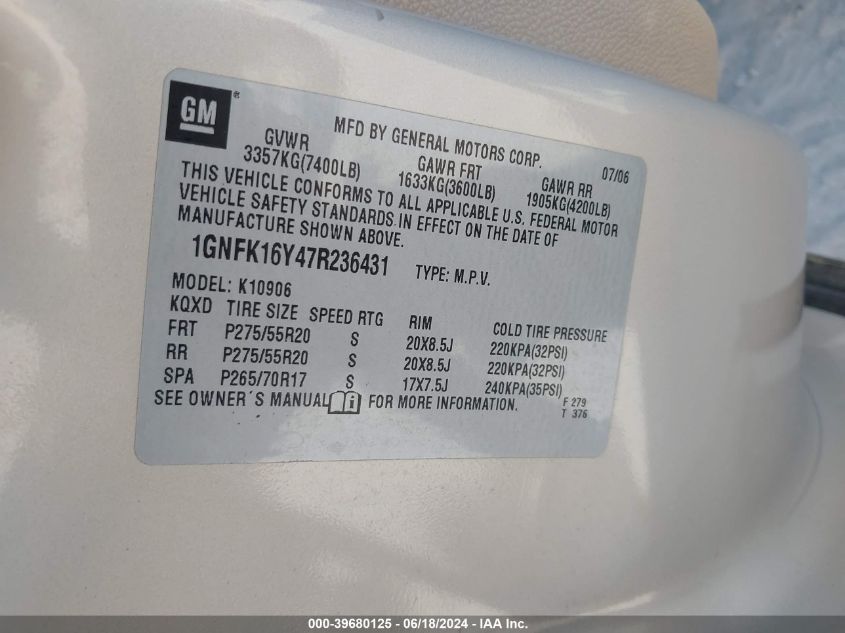 GM®
MFD BY GENERAL MOTORS CORP. 07/06
GVWR GAWR FRT GAWR RR
3357KG(7400LB) 1633KG(3600LB) 1905KG(4200LB)
THIS VEHICLE CONFORMS TO ALL APPLICABLE U.S. FEDERAL MOTOR
VEHICLE SAFETY STANDARDS IN EFFECT ON THE DATE OF
MANUFACTURE SHOWN ABOVE.
1GNFK16Y47R236431 TYPE: M.P.V.
MODEL: K10906
KQXD TIRE SIZE SPEED RTG RIM COLD TIRE PRESSURE
FRT P275/55R20 S 20X8.5J 220KPA(32PSI)
RR P275/55R20 S 20X8.5J 220KPA(32PSI)
SPA P265/70R17 S 17X7.5J 240KPA(35PSI)
SEE OWNER´S MANUAL i FOR MORE INFORMATION. F 279
T 376
000-39680125 - 06/18/2024 - IAA Inc.